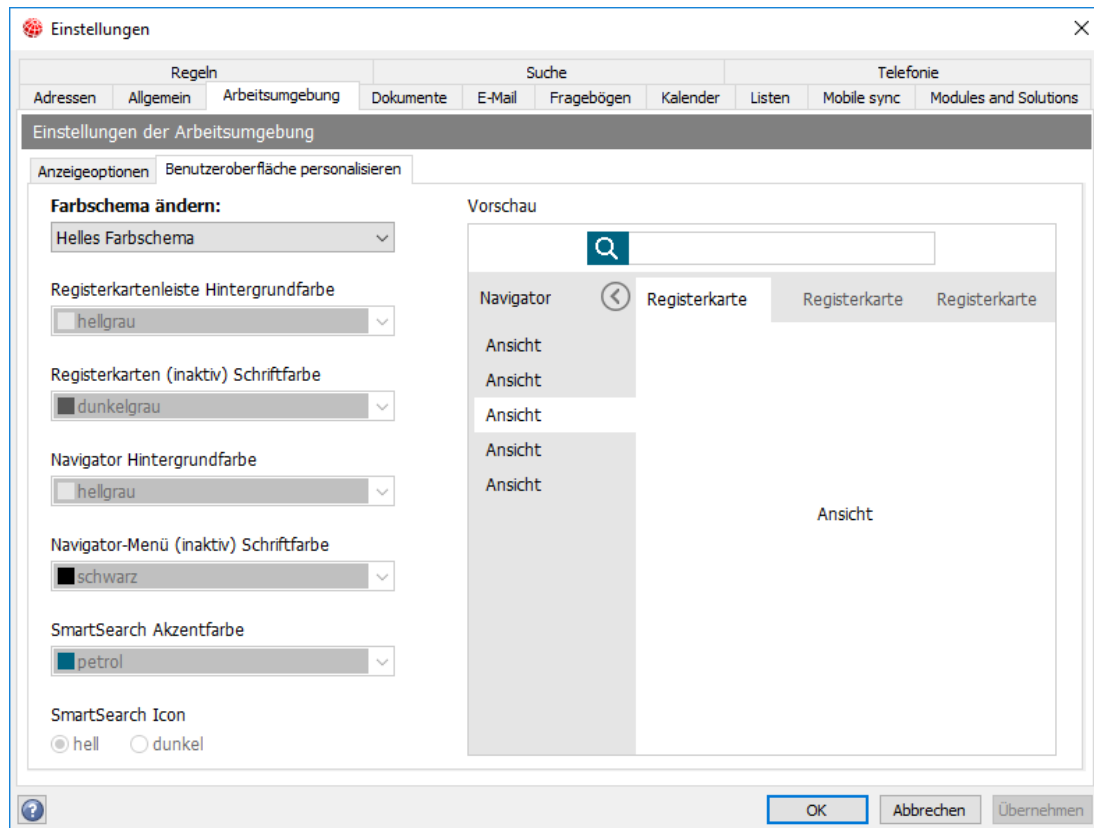 Einstellungen
Regeln Suche Telefonie
Adressen Allgemein Arbeitsumgebung Dokumente E-Mail Fragebögen Kalender Listen Mobile sync Modules and Solutions
Einstellungen der Arbeitsumgebung
Anzeigeoptionen Benutzeroberfläche personalisieren
Farbschema ändern:
Helles Farbschema
Registerkartenleiste Hintergrundfarbe
hellgrau
Registerkarten (inaktiv) Schriftfarbe
dunkelgrau
Navigator Hintergrundfarbe
hellgrau
Navigator-Menü (inaktiv) Schriftfarbe
schwarz
SmartSearch Akzentfarbe
petrol
SmartSearch Icon
hell dunkel
Vorschau
Navigator Registerkarte Registerkarte Registerkarte
Ansicht
Ansicht
Ansicht
Ansicht
Ansicht
Ansicht
? OK Abbrechen Übernehmen